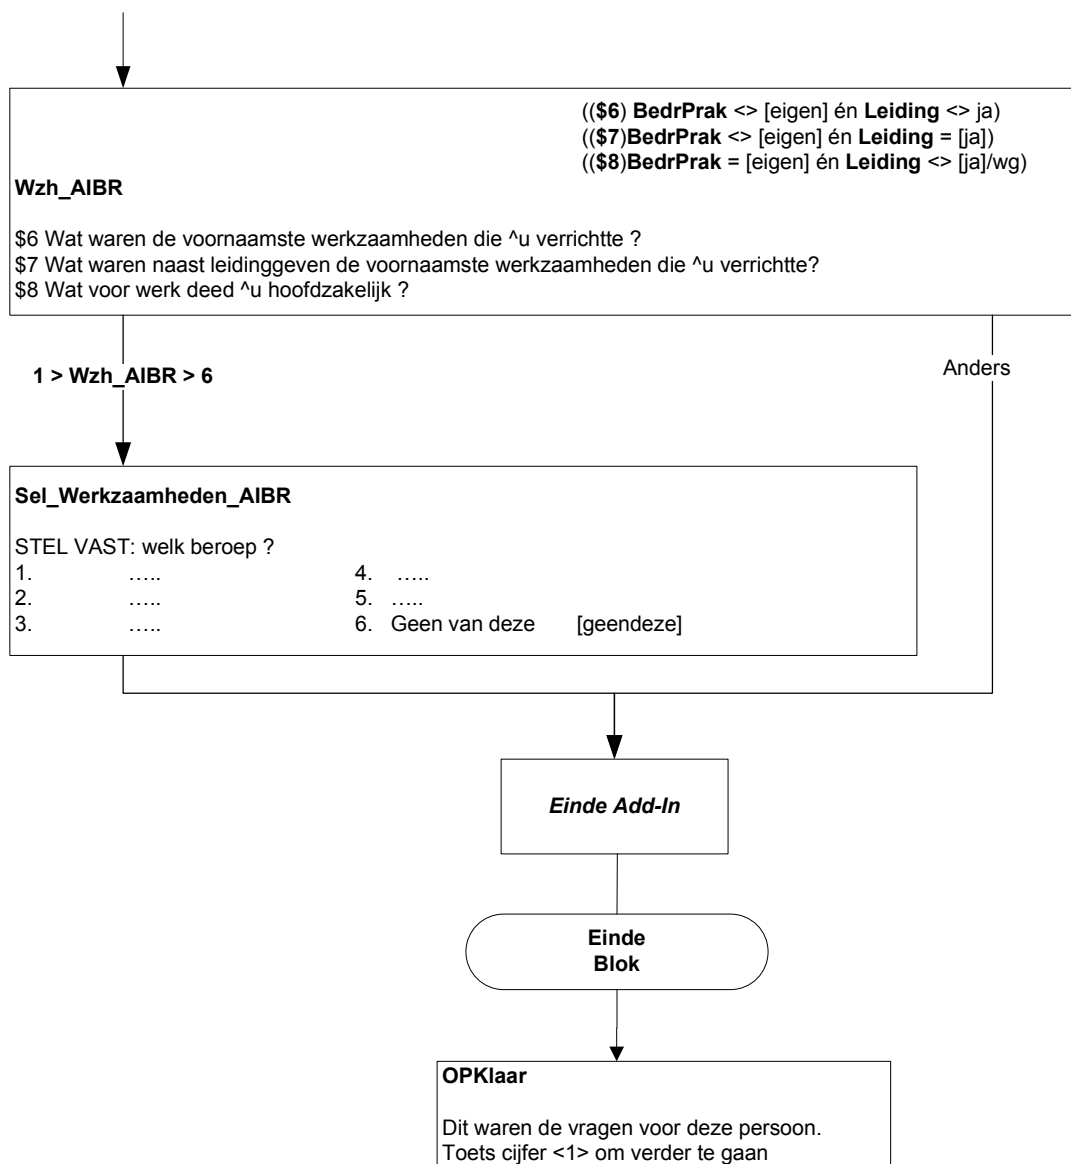 (($6) BedrPrak <> [eigen] én Leiding <> ja)
(($7)BedrPrak <> [eigen] én Leiding = [ja])
(($8)BedrPrak = [eigen] én Leiding <> [ja]/wg)
Wzh_AIBR
$6 Wat waren de voornaamste werkzaamheden die ^u verrichtte ?
$7 Wat waren naast leidinggeven de voornaamste werkzaamheden die ^u verrichtte?
$8 Wat voor werk deed ^u hoofdzakelijk ?
1 > Wzh_AIBR > 6
Anders
Sel_Werkzaamheden_AIBR
STEL VAST: welk beroep ?
1. ….. 4. …..
2. ….. 5. …..
3. ….. 6. Geen van deze [geendeze]
Einde Add-In
Einde
Blok
OPKlaar
Dit waren de vragen voor deze persoon.
Toets cijfer <1> om verder te gaan